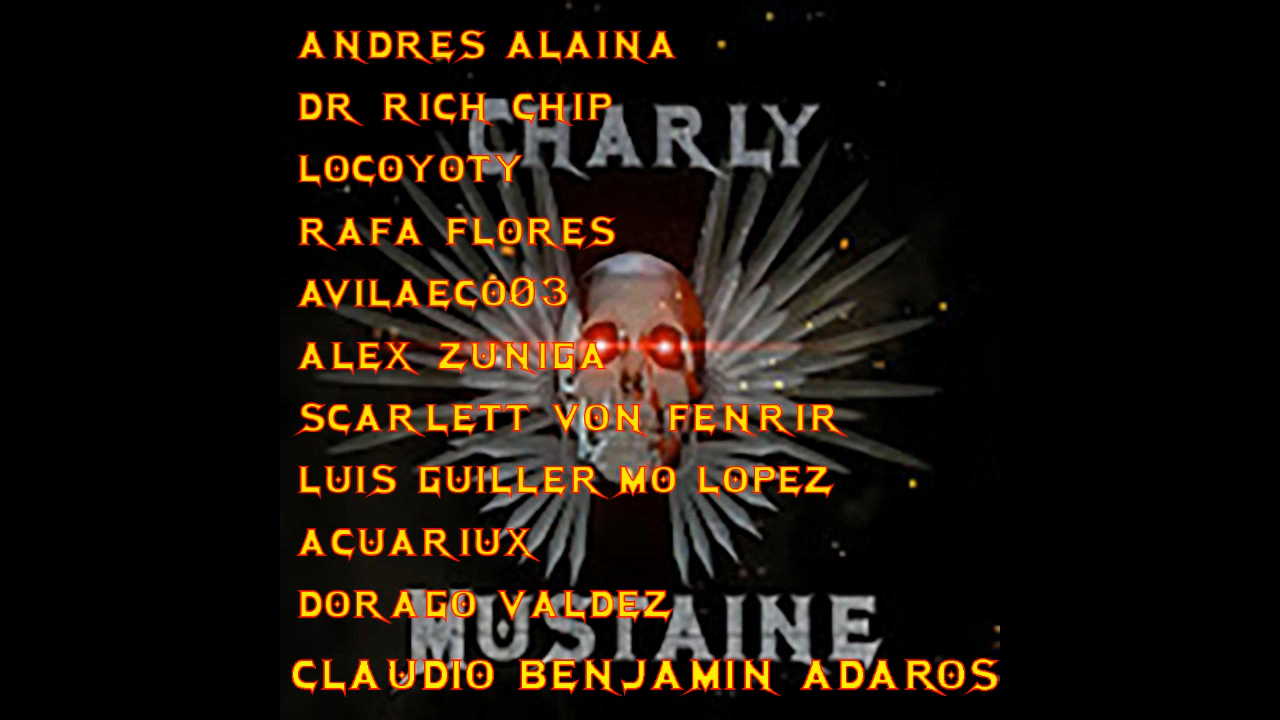 ANDRES ALAINA
DR RICH CHIP
CHARLY
LOCOYOTY
RAFA FLORES
AVILAEC003
ALEX ZUNIGA
SCARLETT VON FENRIR
LUIS GUILLER MO LOPEZ
ACUARIUX
DORAGO VALDEZ
MUSTAINE
CLAUDIO BENJAMIN ADAROS